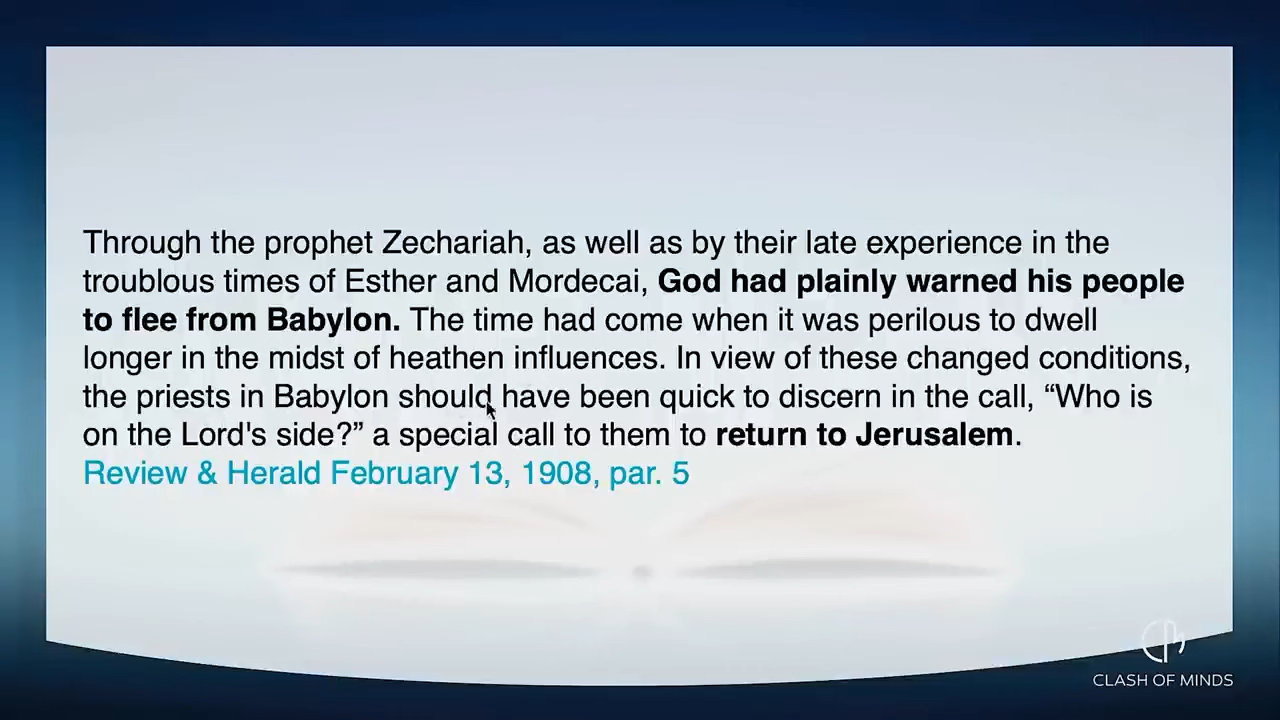 Through the prophet Zechariah, as well as by their late experience in the
troublous times of Esther and Mordecai, God had plainly warned his people
to flee from Babylon. The time had come when it was perilous to dwell
longer in the midst of heathen influences. In view of these changed conditions,
the priests in Babylon should have been quick to discern in the call, “Who is
on the Lord's side?” a special call to them to return to Jerusalem.
Review & Herald February 13, 1908, par. 5
CLASH OF MINDS